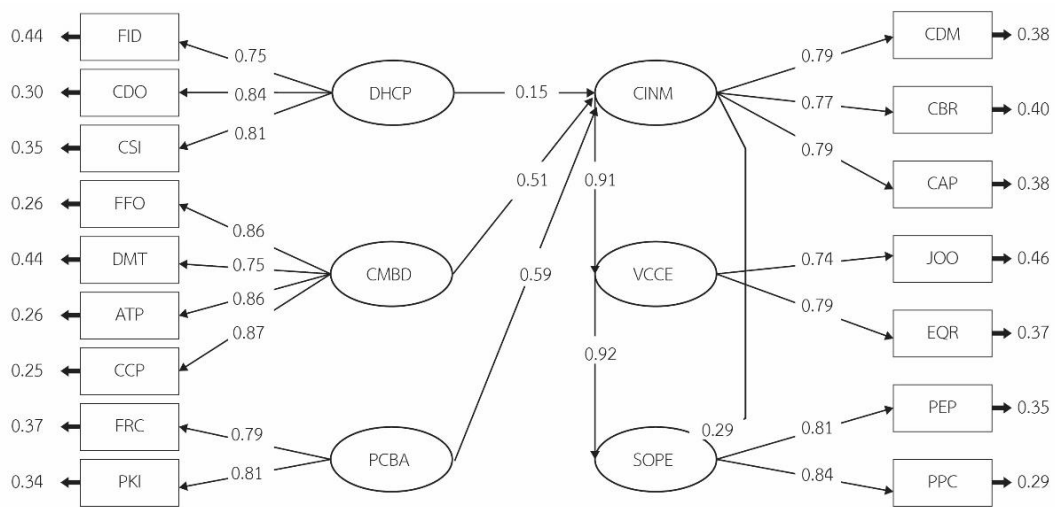 0.44 FID
0.75
0.30 CDO
0.84
DHCP
0.35 CSI
0.81
0.26 FFO
0.86
0.44 DMT
0.75
CMBD
0.26 ATP
0.86
0.25 CCP
0.87
0.37 FRC
0.79
PCBA
0.34 PKI
0.81
0.15
0.51
0.59
CINM
0.91
VCCE
0.92
SOPE
0.29
0.79
CDM 0.38
0.77
CBR 0.40
0.79
CAP 0.38
0.74
JOO 0.46
0.79
EQR 0.37
0.81
PEP 0.35
0.84
PPC 0.29